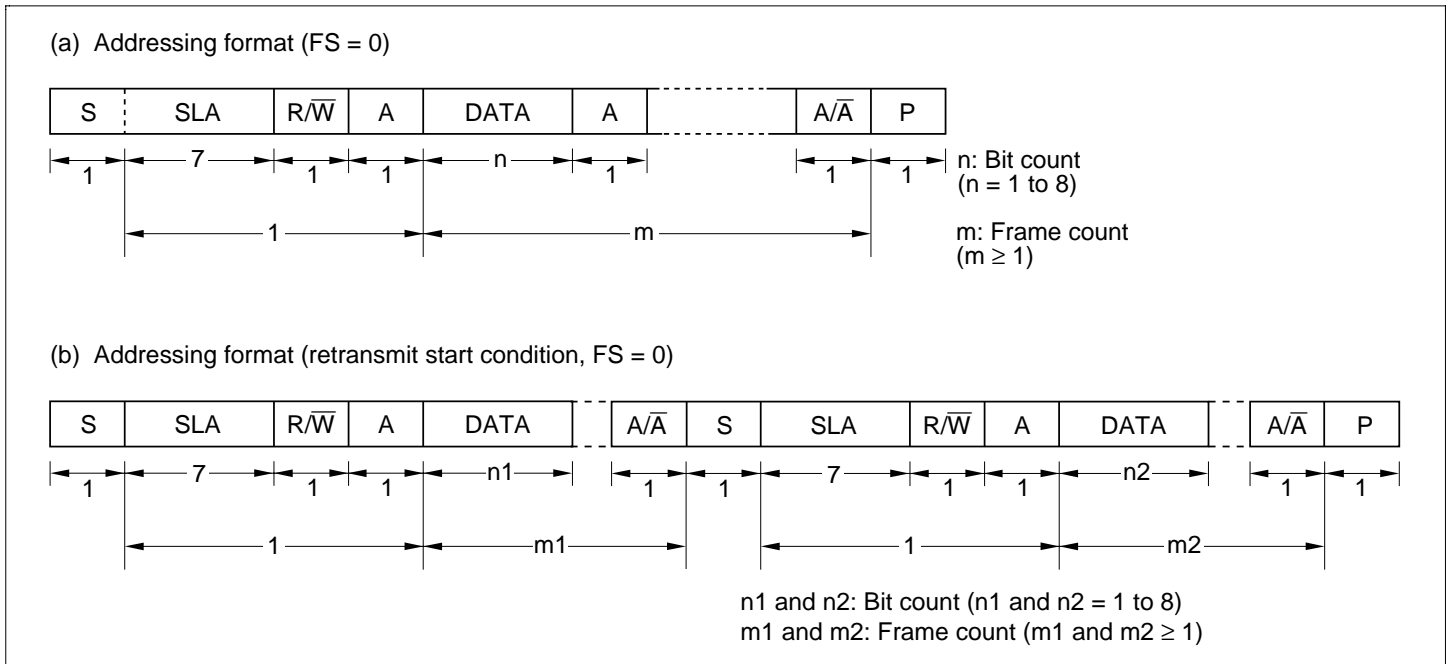 (a) Addressing format (FS = 0)
S SLA R/W̅ A DATA A A/A̅ P
1 7 1 1 n 1 1 1
n: Bit count
(n = 1 to 8)
1 m
m: Frame count
(m ≥ 1)
(b) Addressing format (retransmit start condition, FS = 0)
S SLA R/W̅ A DATA A/A̅ S SLA R/W̅ A DATA A/A̅ P
1 7 1 1 n1 1 1 7 1 1 n2 1 1
1 m1 1 m2
n1 and n2: Bit count (n1 and n2 = 1 to 8)
m1 and m2: Frame count (m1 and m2 ≥ 1)